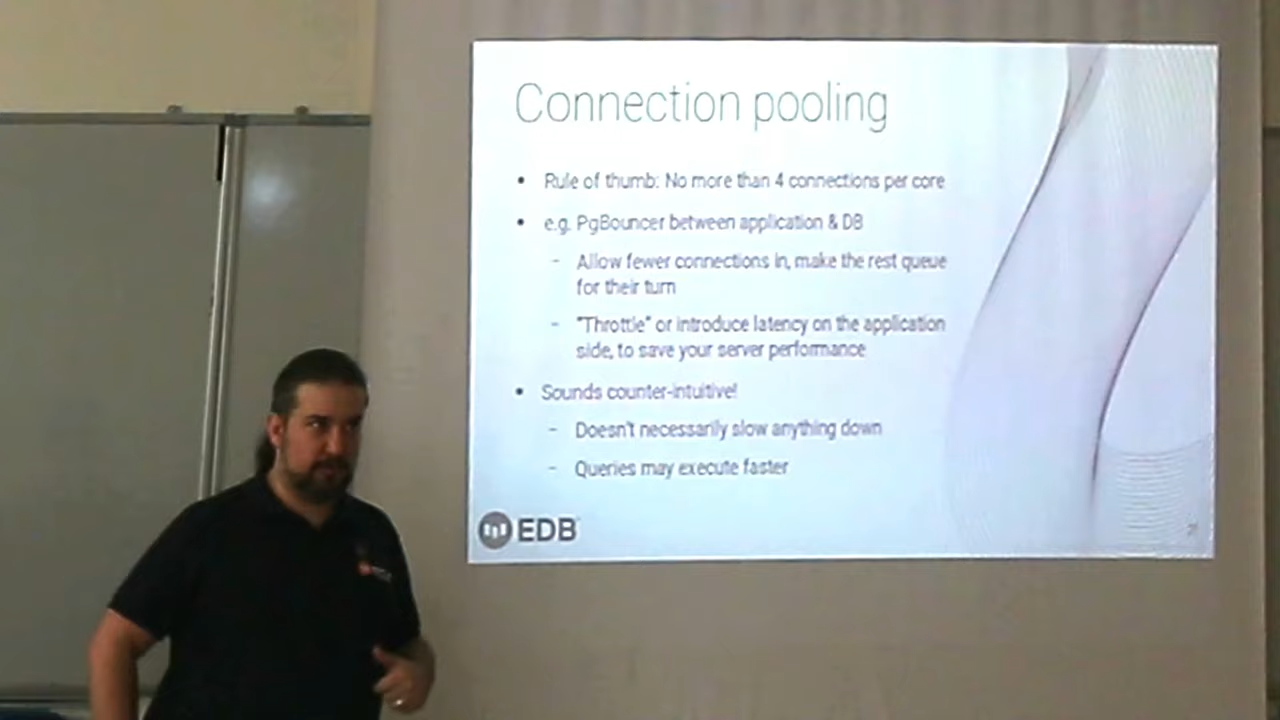 Connection pooling
• Rule of thumb: No more than 4 connections per core
• e.g. PgBouncer between application & DB
- Allow fewer connections in, make the rest queue
for their turn
- "Throttle" or introduce latency on the application
side, to save your server performance
• Sounds counter-intuitive!
- Doesn't necessarily slow anything down
- Queries may execute faster
EDB